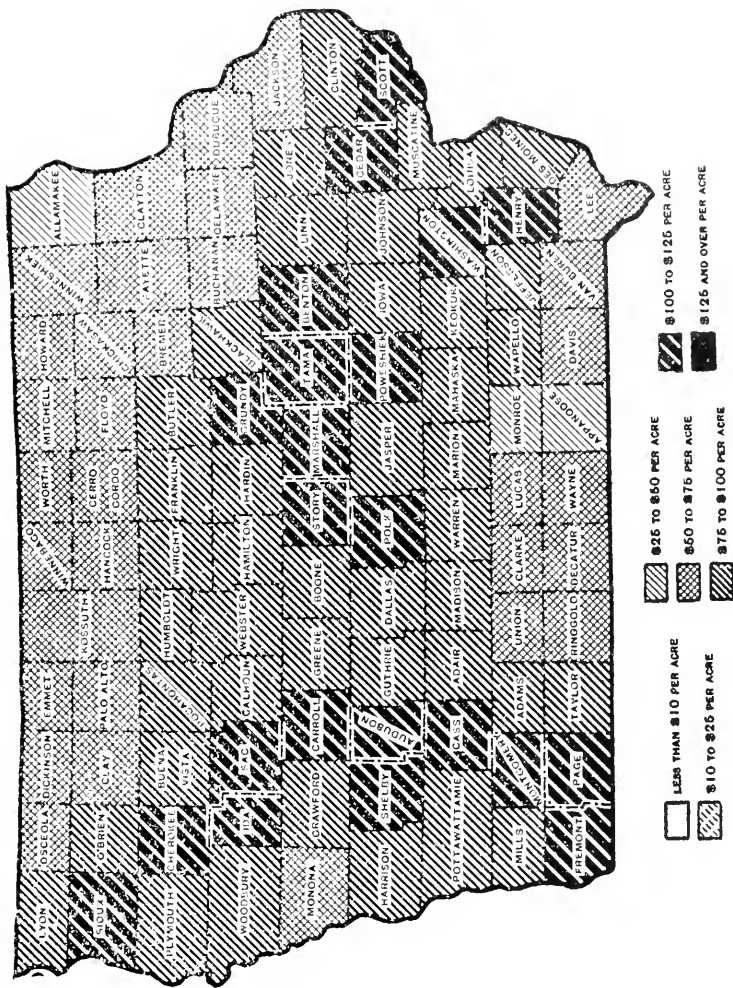 LYON
OSCEOLA
DICKINSON
EMMET
KOSSUTH
WINNEBAGO
WORTH
MITCHELL
HOWARD
WINNESHIEK
ALLAMAKEE
SIOUX
O'BRIEN
CLAY
PALO ALTO
HANCOCK
CERRO
GORDO
FLOYD
CHICKASAW
FAYETTE
CLAYTON
PLYMOUTH
CHEROKEE
BUENA
VISTA
POCAHONTAS
HUMBOLDT
WRIGHT
FRANKLIN
BUTLER
BREMER
WOODBURY
IDA
SAC
CALHOUN
WEBSTER
HAMILTON
HARDIN
GRUNDY
BLACKHAWK
BUCHANAN
DELAWARE
DUBUQUE
MONONA
CRAWFORD
CARROLL
GREENE
BOONE
STORY
MARSHALL
TAMA
BENTON
LINN
JONES
JACKSON
CLINTON
HARRISON
SHELBY
AUDUBON
GUTHRIE
DALLAS
POLK
JASPER
POWESHIEK
IOWA
JOHNSON
CEDAR
SCOTT
MUSCATINE
POTTAWATTAMIE
CASS
ADAIR
MADISON
WARREN
MARION
MAHASKA
KEOKUK
WASHINGTON
LOUISA
MILLS
MONTGOMERY
ADAMS
UNION
CLARKE
LUCAS
MONROE
WAPELLO
JEFFERSON
HENRY
DES MOINES
FREMONT
PAGE
TAYLOR
RINGGOLD
DECATUR
WAYNE
APPANOOSE
DAVIS
VAN BUREN
LEE
LESS THAN $10 PER ACRE
$10 TO $25 PER ACRE
$25 TO $50 PER ACRE
$50 TO $75 PER ACRE
$75 TO $100 PER ACRE
$100 TO $125 PER ACRE
$125 AND OVER PER ACRE